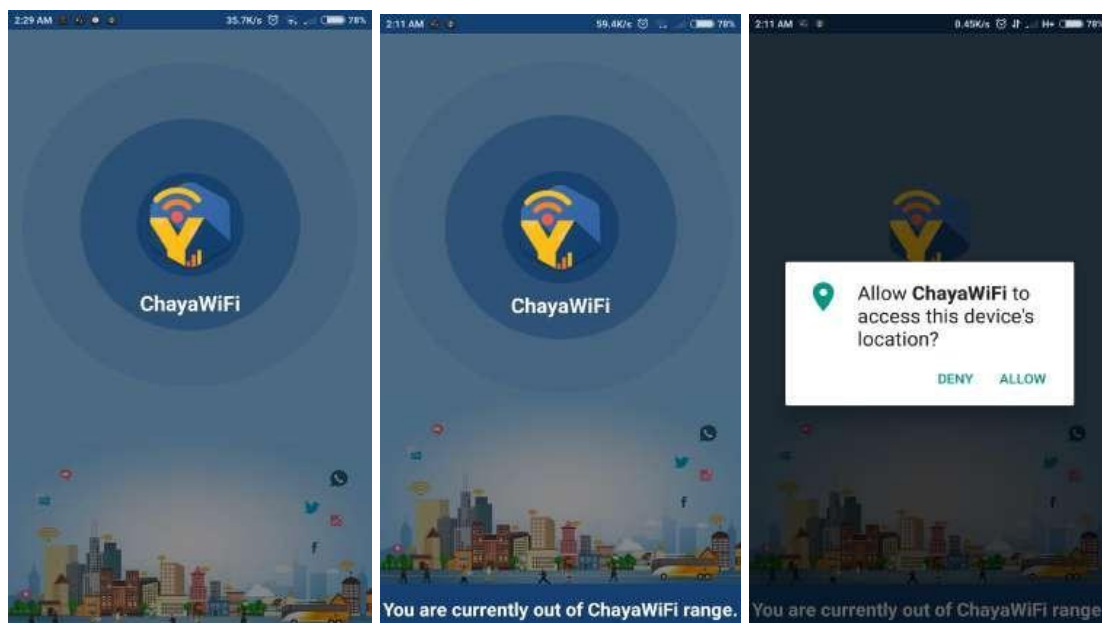 2:29 AM
35.7K/s
78%
ChayaWiFi
2:11 AM
59.4K/s
78%
ChayaWiFi
You are currently out of ChayaWiFi range.
2:11 AM
0.45K/s
H+
78%
Allow ChayaWiFi to
access this device's
location?
DENY ALLOW
You are currently out of ChayaWiFi range